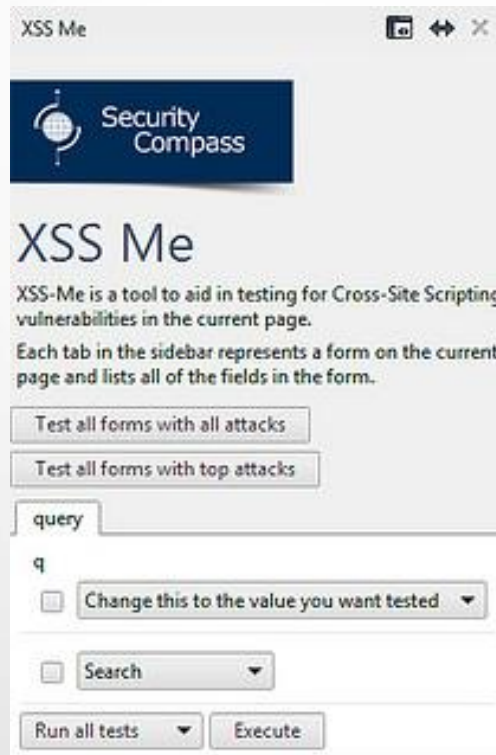 XSS Me
Security
Compass
XSS Me
XSS-Me is a tool to aid in testing for Cross-Site Scripting
vulnerabilities in the current page.
Each tab in the sidebar represents a form on the current
page and lists all of the fields in the form.
Test all forms with all attacks
Test all forms with top attacks
query
q
Change this to the value you want tested
Search
Run all tests Execute